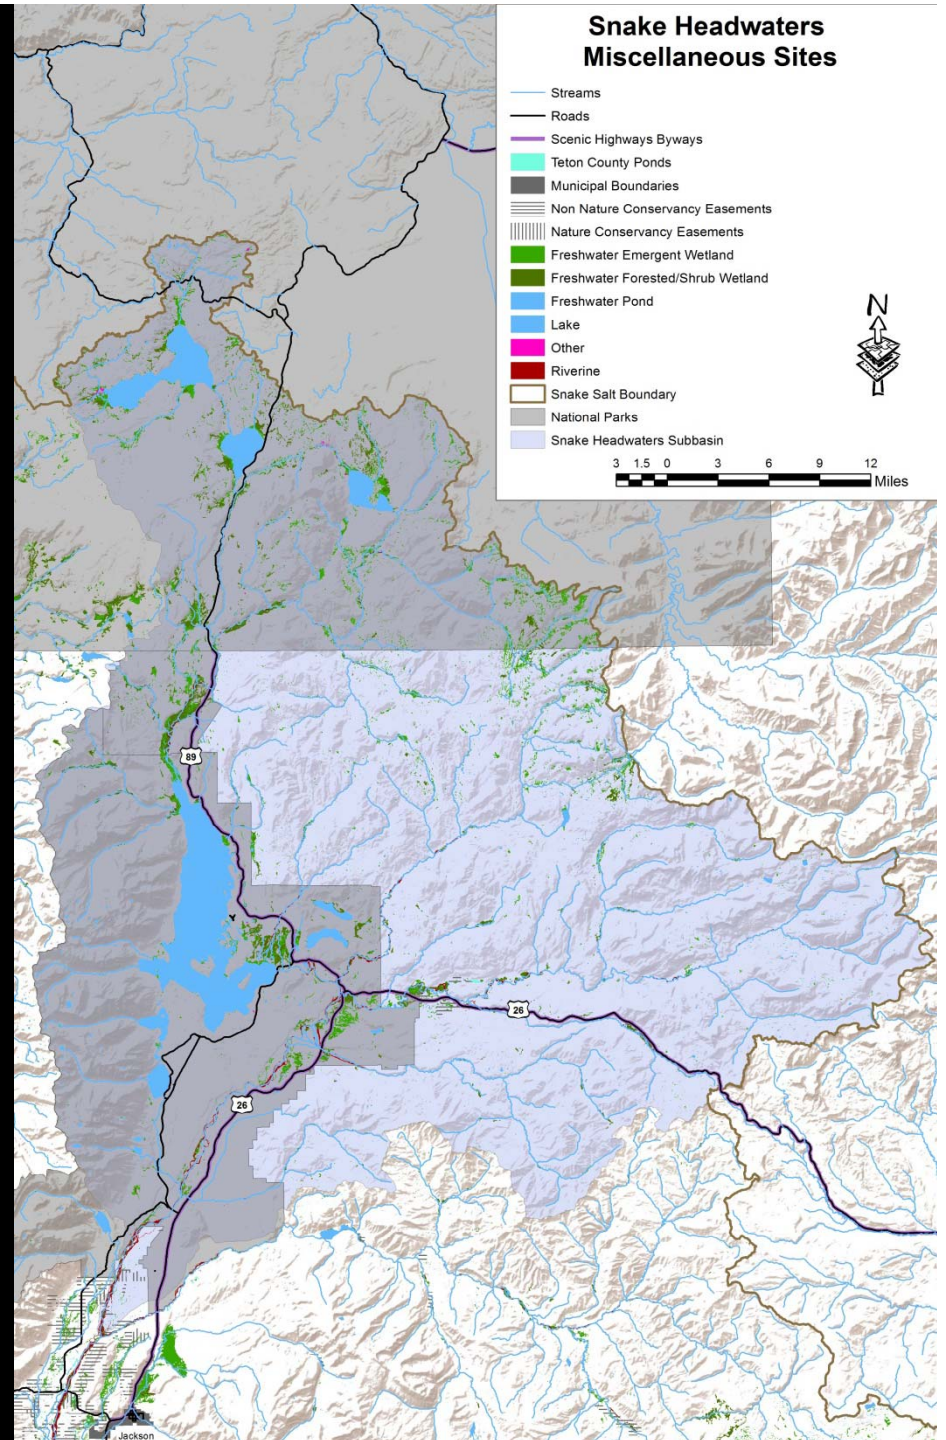 Snake Headwaters
Miscellaneous Sites
Streams
Roads
Scenic Highways Byways
Teton County Ponds
Municipal Boundaries
Non Nature Conservancy Easements
Nature Conservancy Easements
Freshwater Emergent Wetland
Freshwater Forested/Shrub Wetland
Freshwater Pond
Lake
Other
Riverine
Snake Salt Boundary
National Parks
Snake Headwaters Subbasin
N
3 1.5 0 3 6 9 12
Miles
89
26
26
Jackson